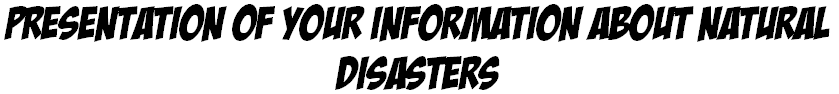 PRESENTATION OF YOUR INFORMATION ABOUT NATURAL
DISASTERS